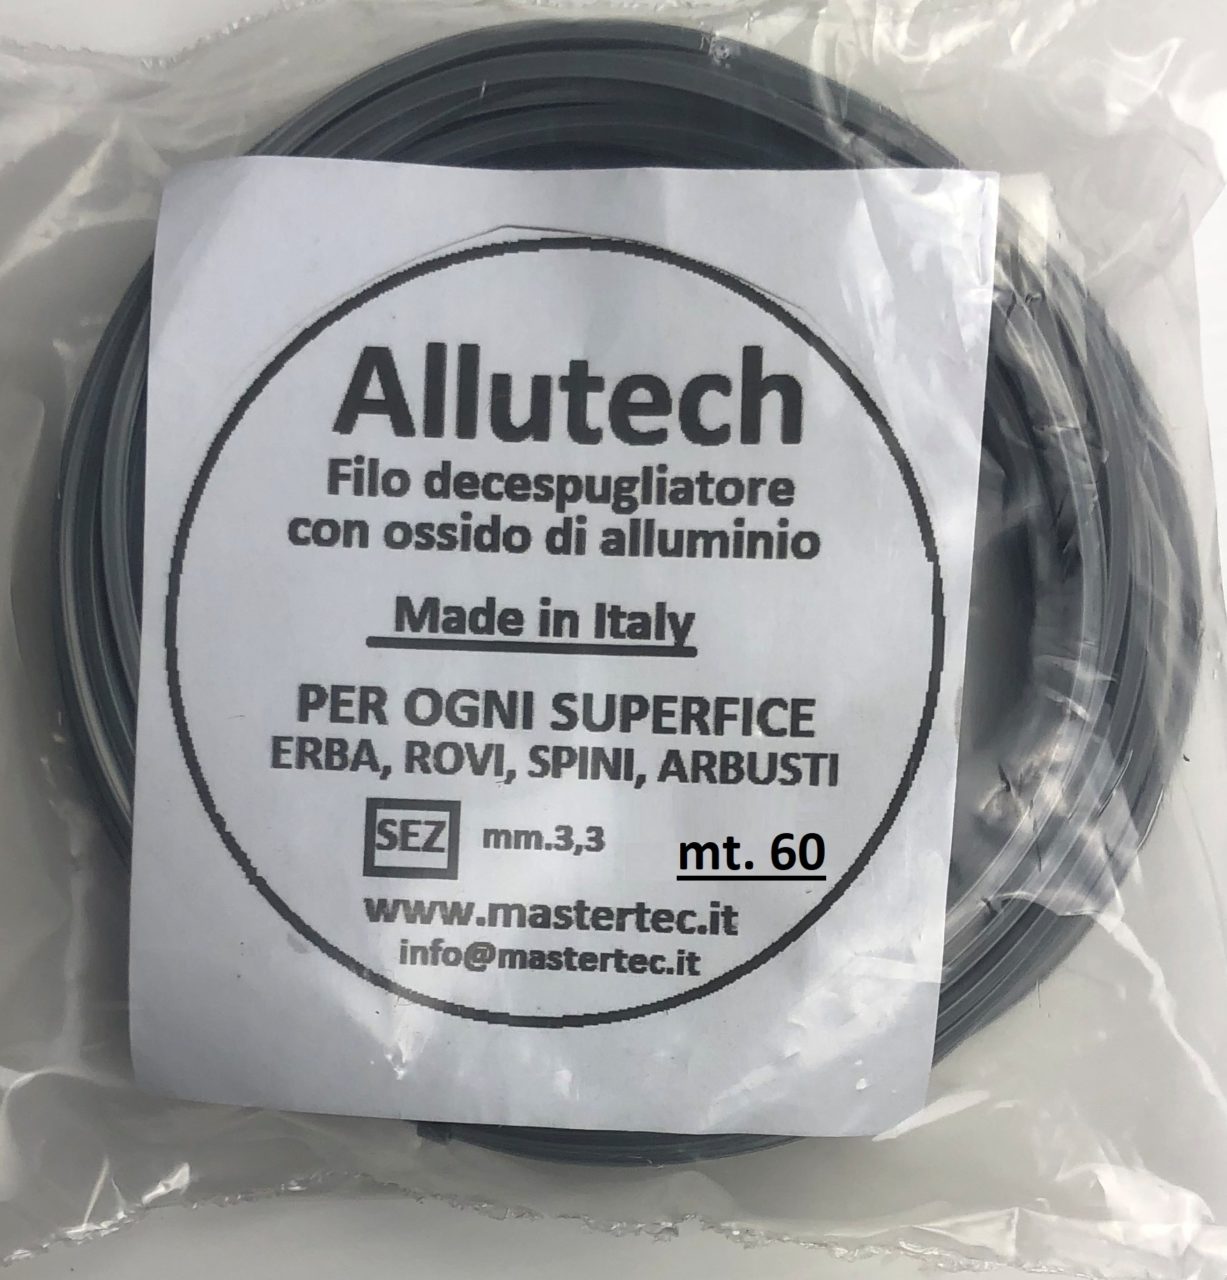 Allutech
Filo decespugliatore
con ossido di alluminio
Made in Italy
PER OGNI SUPERFICE
ERBA, ROVI, SPINI, ARBUSTI
SEZ mm.3,3 mt. 60
www.mastertec.it
info@mastertec.it